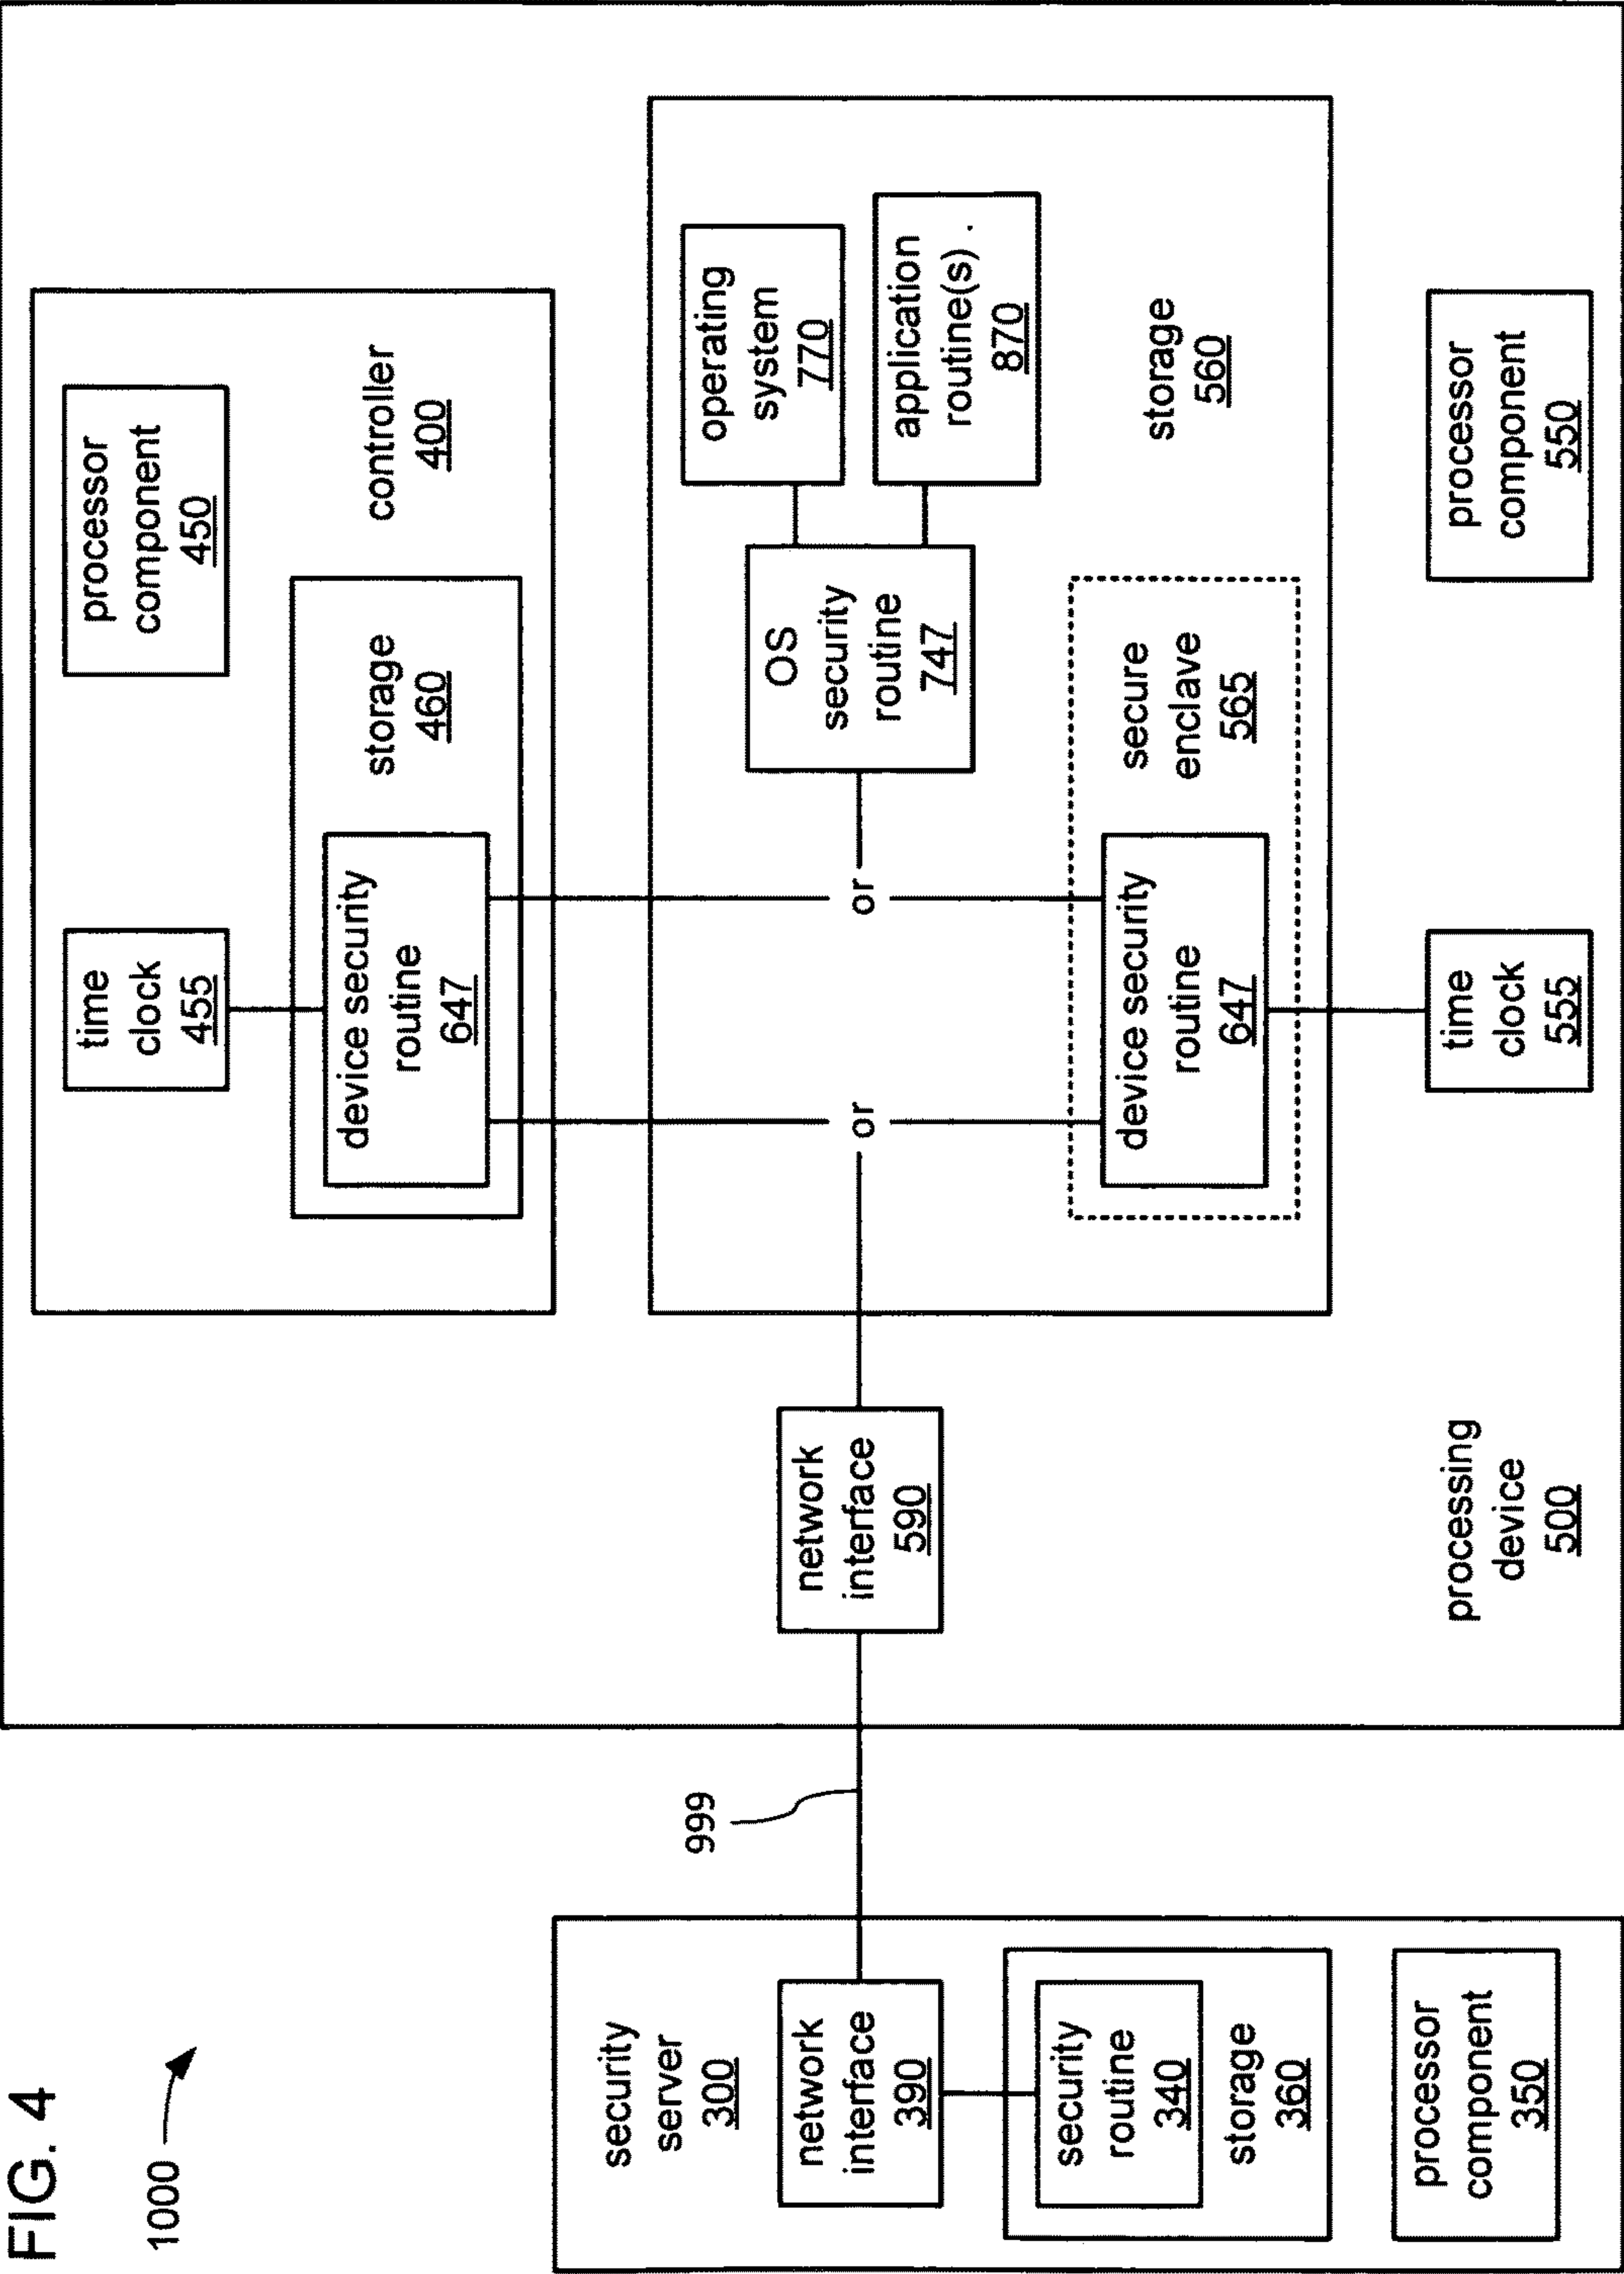 FIG. 4
1000
security
server
300
network
interface
390
security
routine
340
storage
360
processor
component
350
999
processing
device
500
network
interface
590
time
clock
455
processor
component
450
device security
routine
647
storage
460
controller
400
or
or
OS
security
routine
747
operating
system
770
application
routine(s) .
870
device security
routine
647
secure
enclave
565
storage
560
time
clock
555
processor
component
550